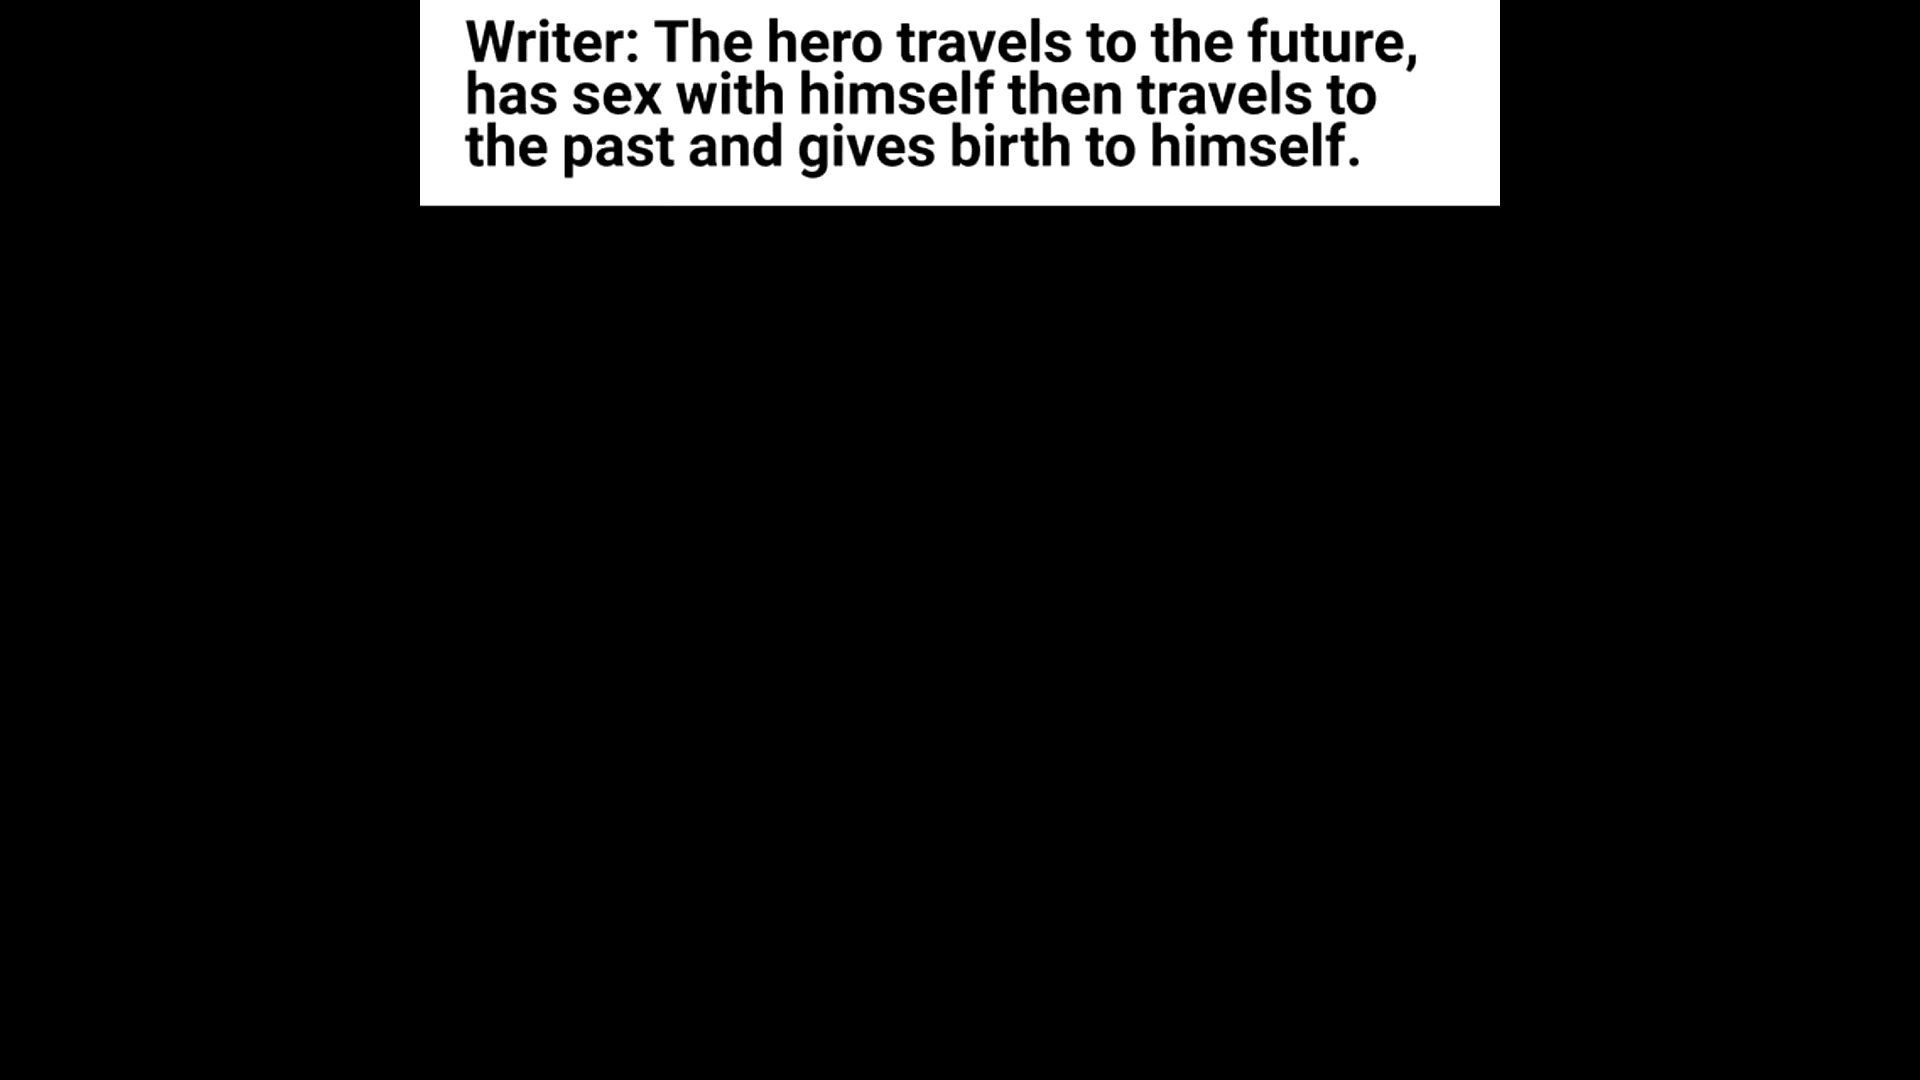 Writer: The hero travels to the future,
has sex with himself then travels to
the past and gives birth to himself.